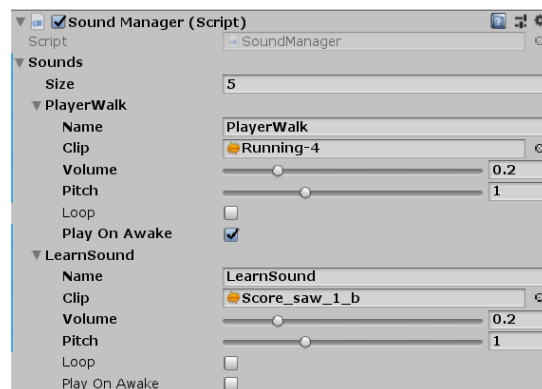 Sound Manager (Script)
Script SoundManager
Sounds
Size 5
PlayerWalk
Name PlayerWalk
Clip Running-4
Volume 0.2
Pitch 1
Loop
Play On Awake
LearnSound
Name LearnSound
Clip Score_saw_1_b
Volume 0.2
Pitch 1
Loop
Play On Awake